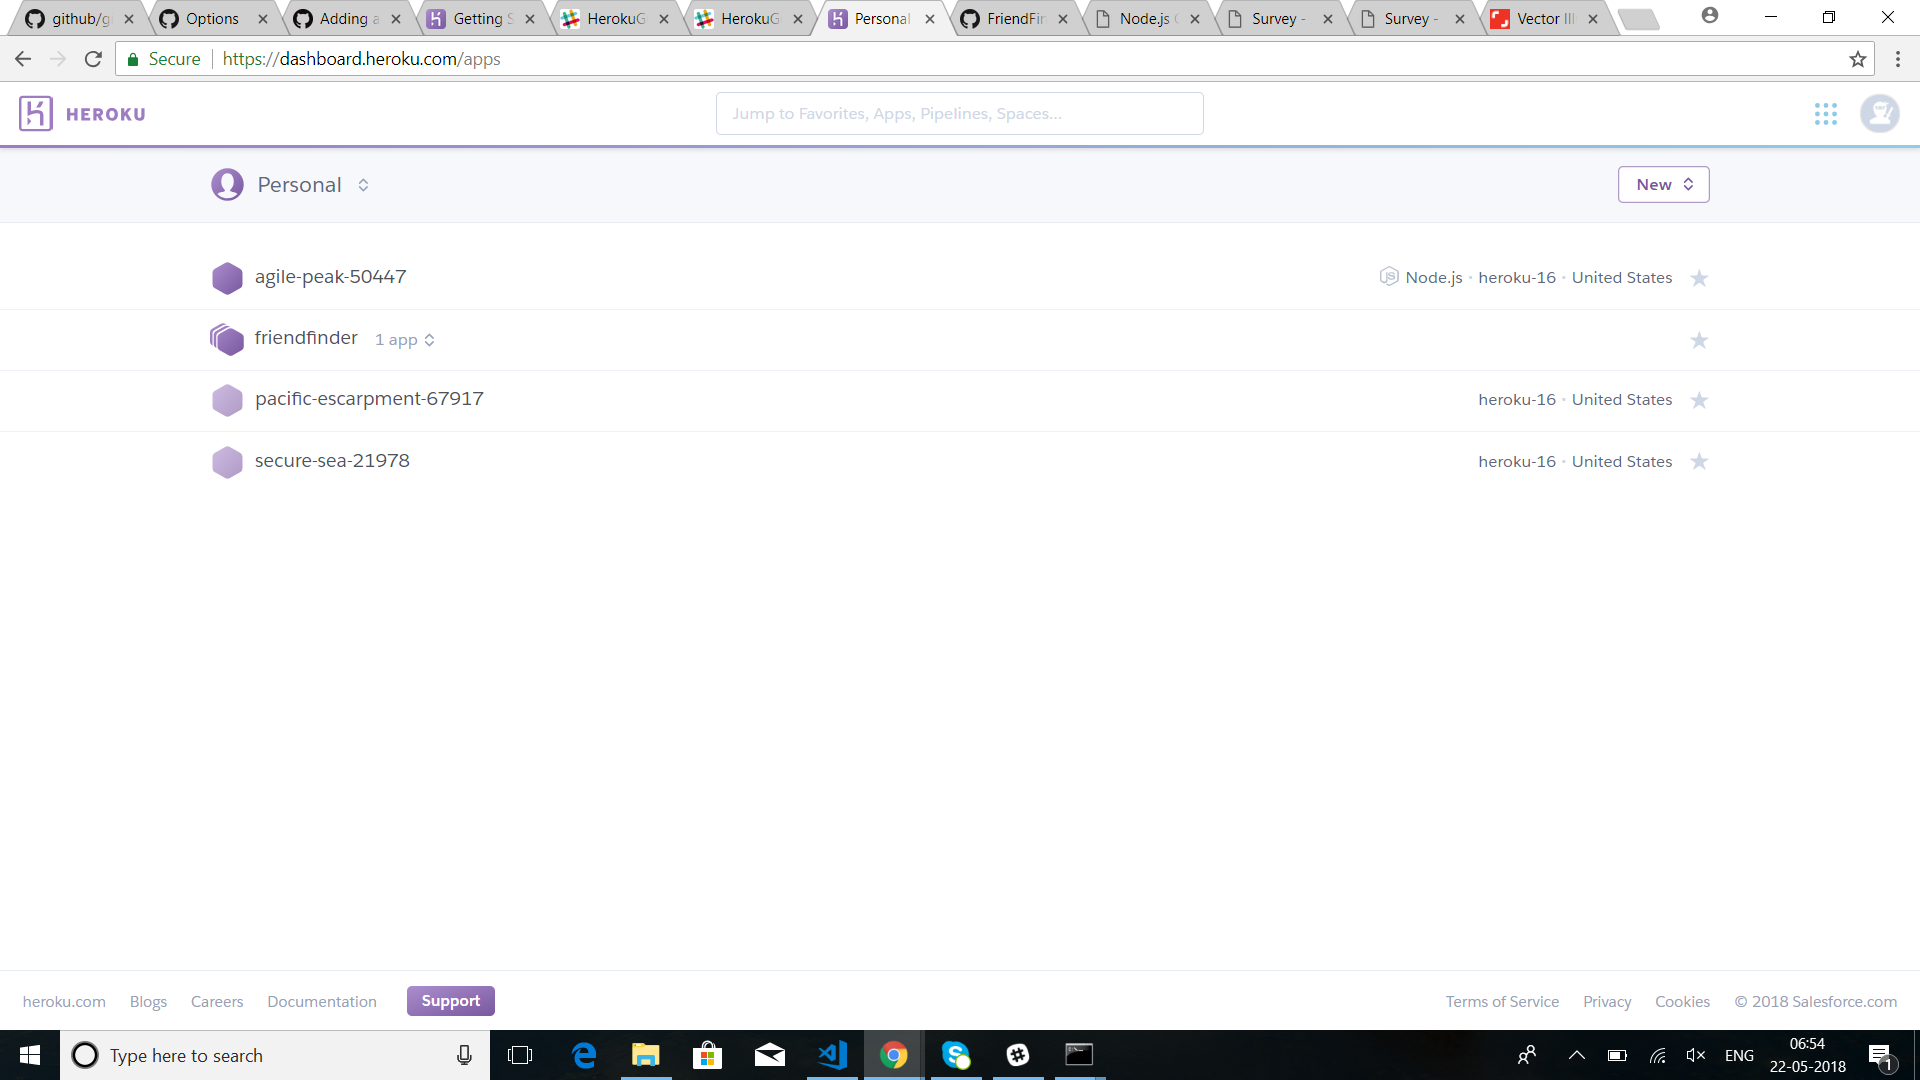 github/g
Options
Adding a
Getting S
HerokuG
HerokuG
Personal
FriendFin
Node.js
Survey -
Survey -
Vector Ill
Secure https://dashboard.heroku.com/apps
HEROKU
Jump to Favorites, Apps, Pipelines, Spaces...
Personal
New
agile-peak-50447
Node.js · heroku-16 · United States
friendfinder 1 app
pacific-escarpment-67917
heroku-16 · United States
secure-sea-21978
heroku-16 · United States
heroku.com Blogs Careers Documentation Support
Terms of Service Privacy Cookies © 2018 Salesforce.com
Type here to search
ENG
06:54
22-05-2018
1